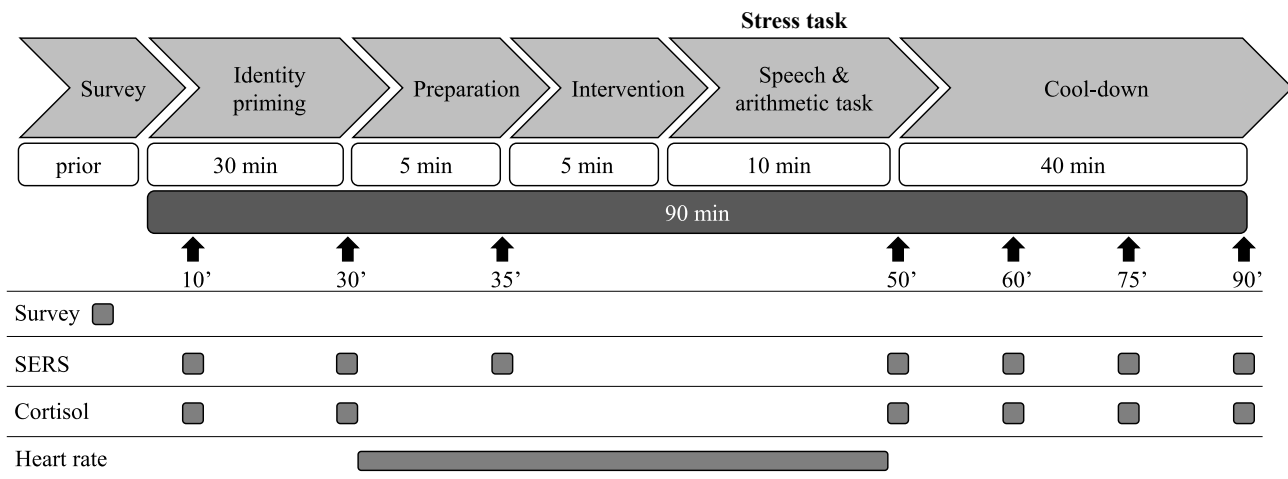 Stress task
Survey
Identity
priming
Preparation
Intervention
Speech &
arithmetic task
Cool-down
prior
30 min
5 min
5 min
10 min
40 min
90 min
10’
30’
35’
50’
60’
75’
90’
Survey
SERS
Cortisol
Heart rate